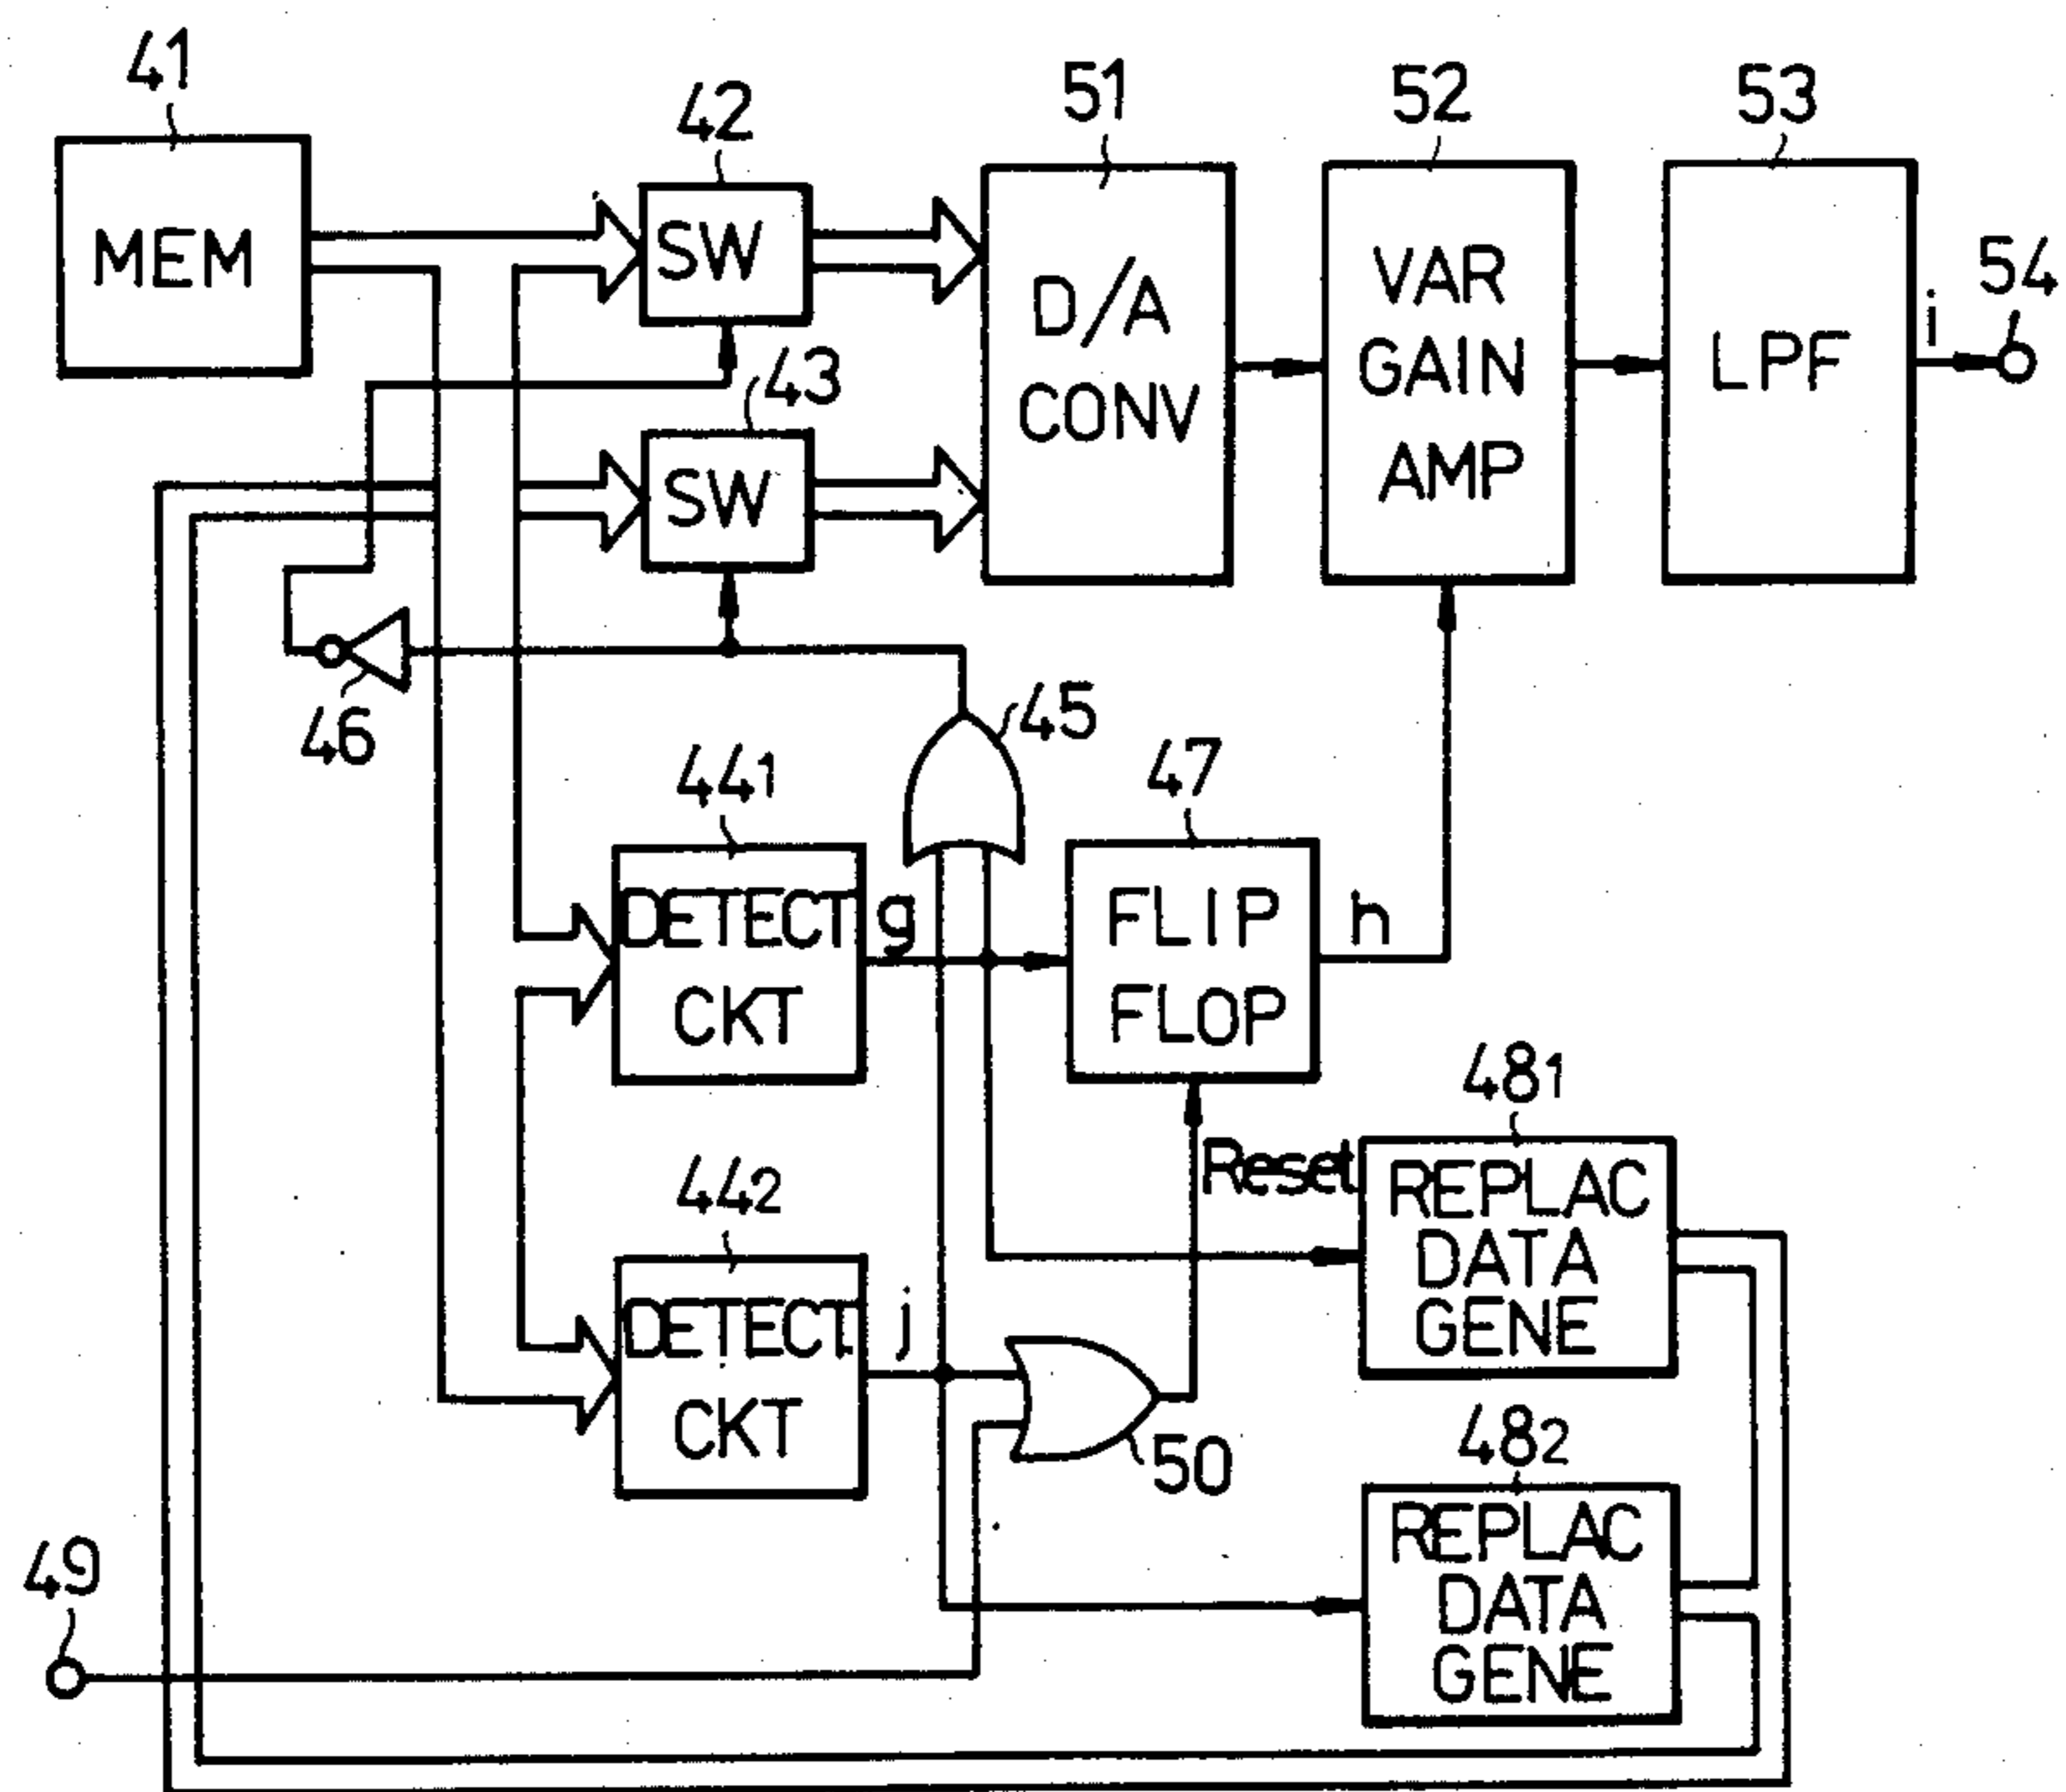 41
42
51
52
53
MEM
SW
D/A
CONV
VAR
GAIN
AMP
LPF
i
54
43
SW
46
45
441
47
DETECT
CKT
g
FLIP
FLOP
h
Reset
481
REPLAC
DATA
GENE
442
DETECT
CKT
j
50
482
REPLAC
DATA
GENE
49